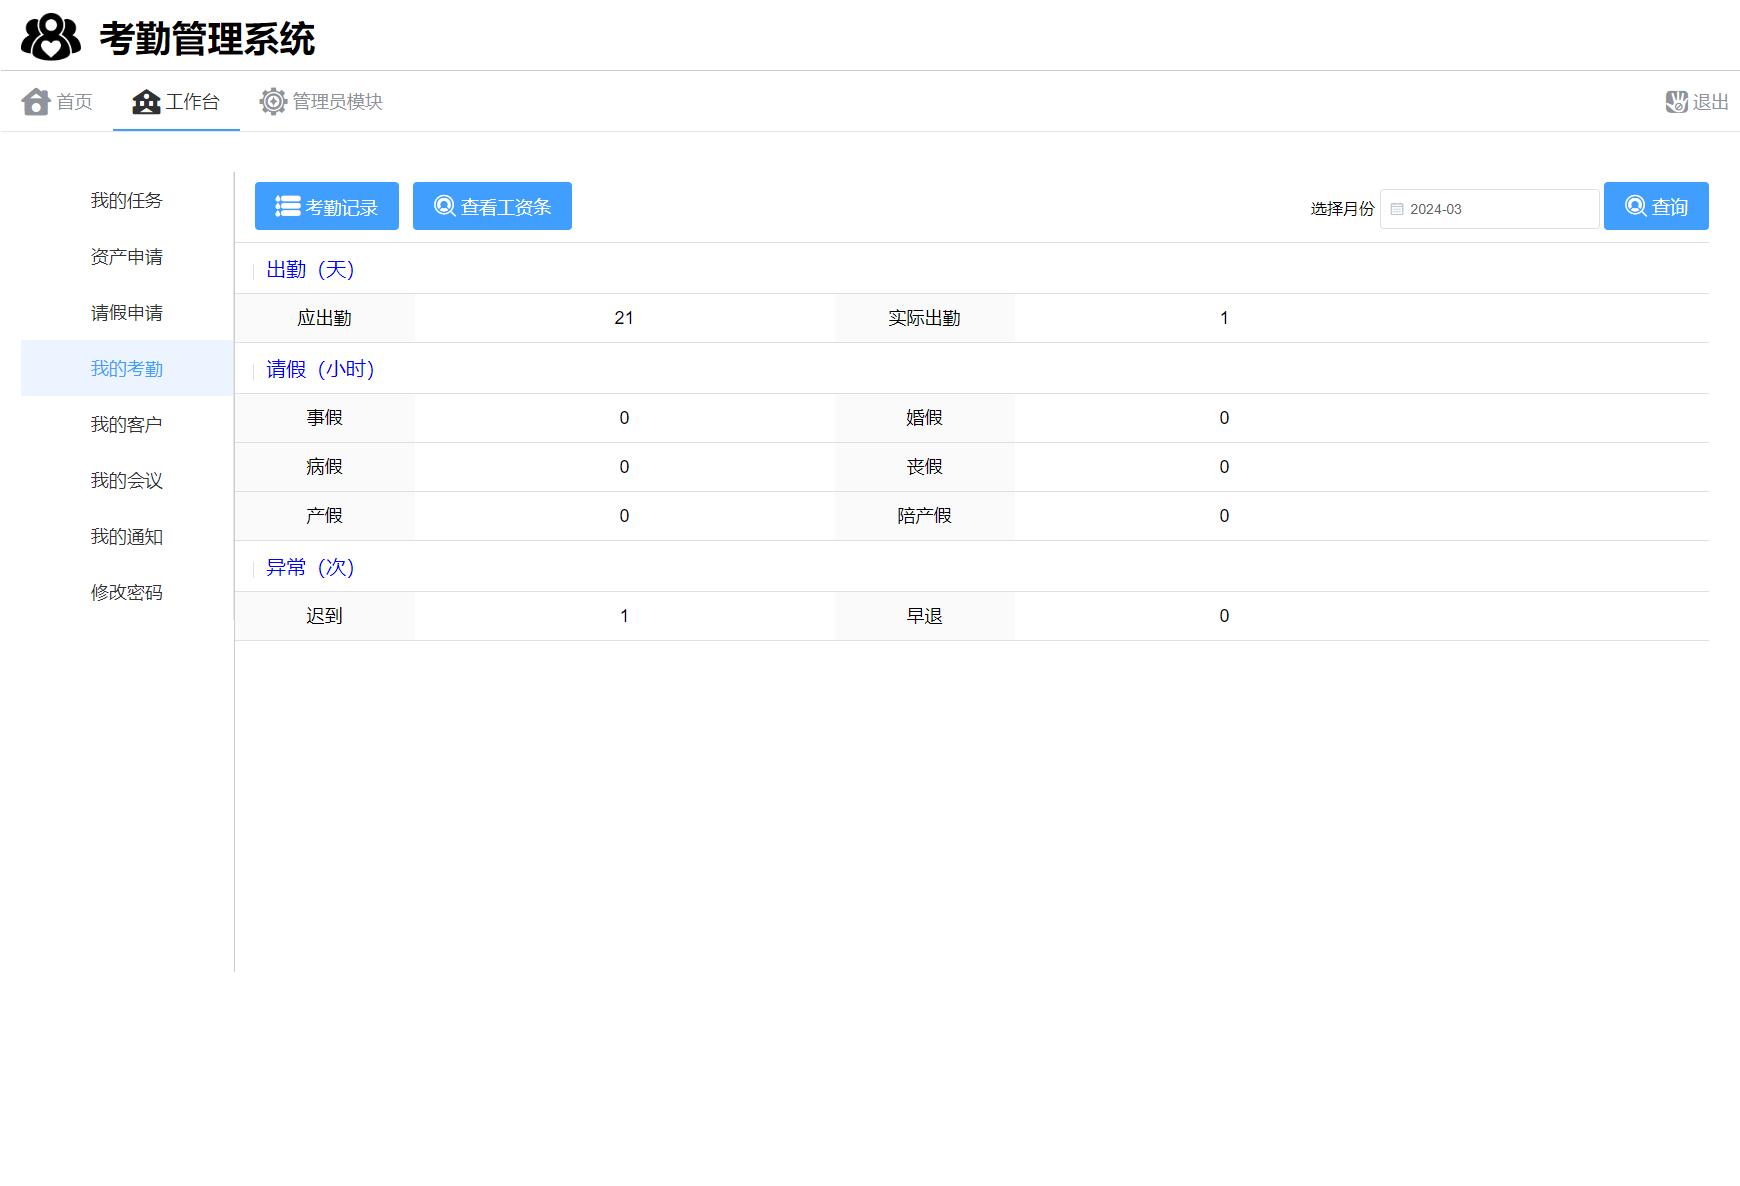 考勤管理系统
首页 工作台 管理员模块 退出
我的任务
资产申请
请假申请
我的考勤
我的客户
我的会议
我的通知
修改密码
考勤记录 查看工资条 选择月份 2024-03 查询
出勤（天）
应出勤 21 实际出勤 1
请假（小时）
事假 0 婚假 0
病假 0 丧假 0
产假 0 陪产假 0
异常（次）
迟到 1 早退 0